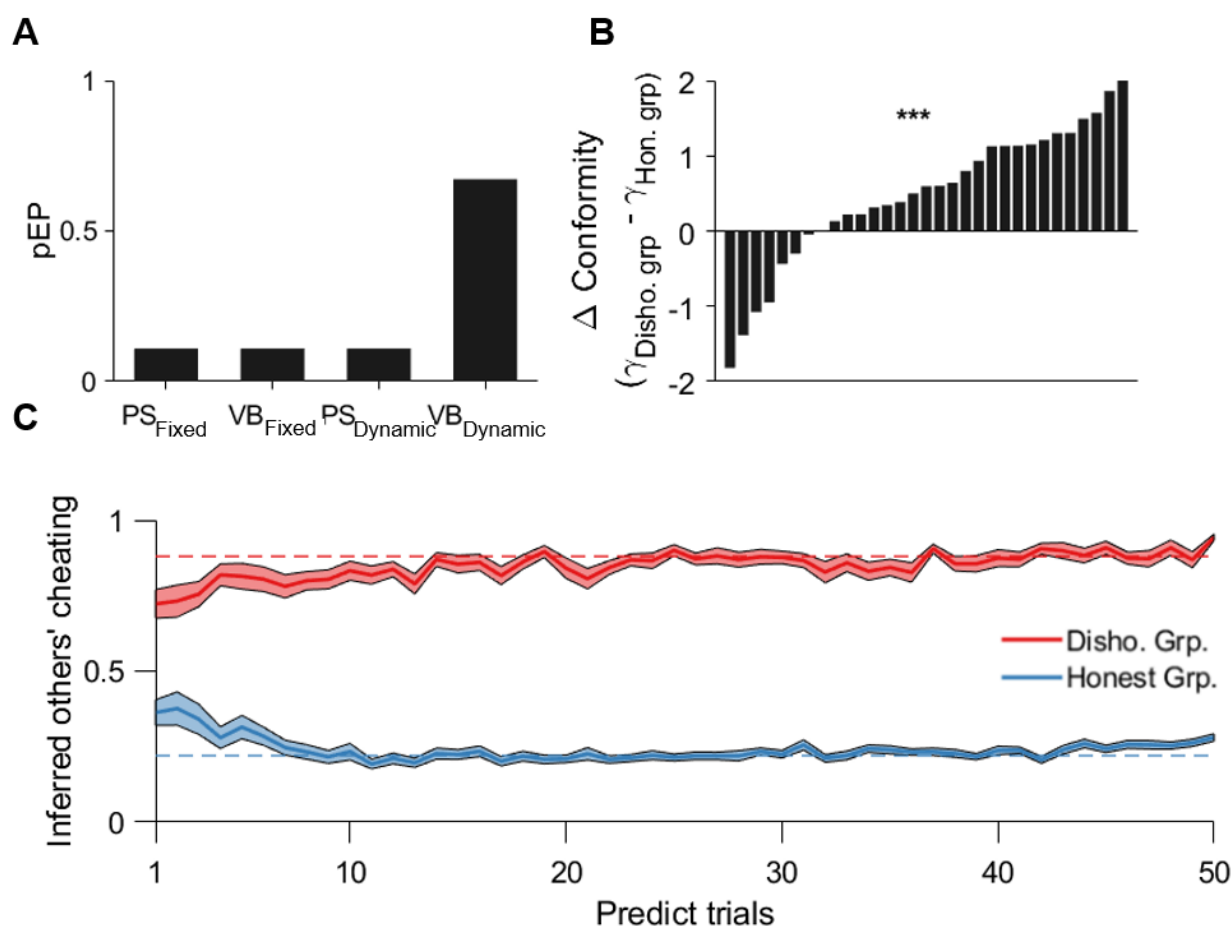 A
1
0.5
0
pEP
PSFixed VBFixed PSDynamic VBDynamic
B
2
1
0
-1
-2
Δ Conformity
(γDisho. grp - γHon. grp)
***
C
1
0.5
0
Inferred others' cheating
Disho. Grp.
Honest Grp.
1 10 20 30 40 50
Predict trials